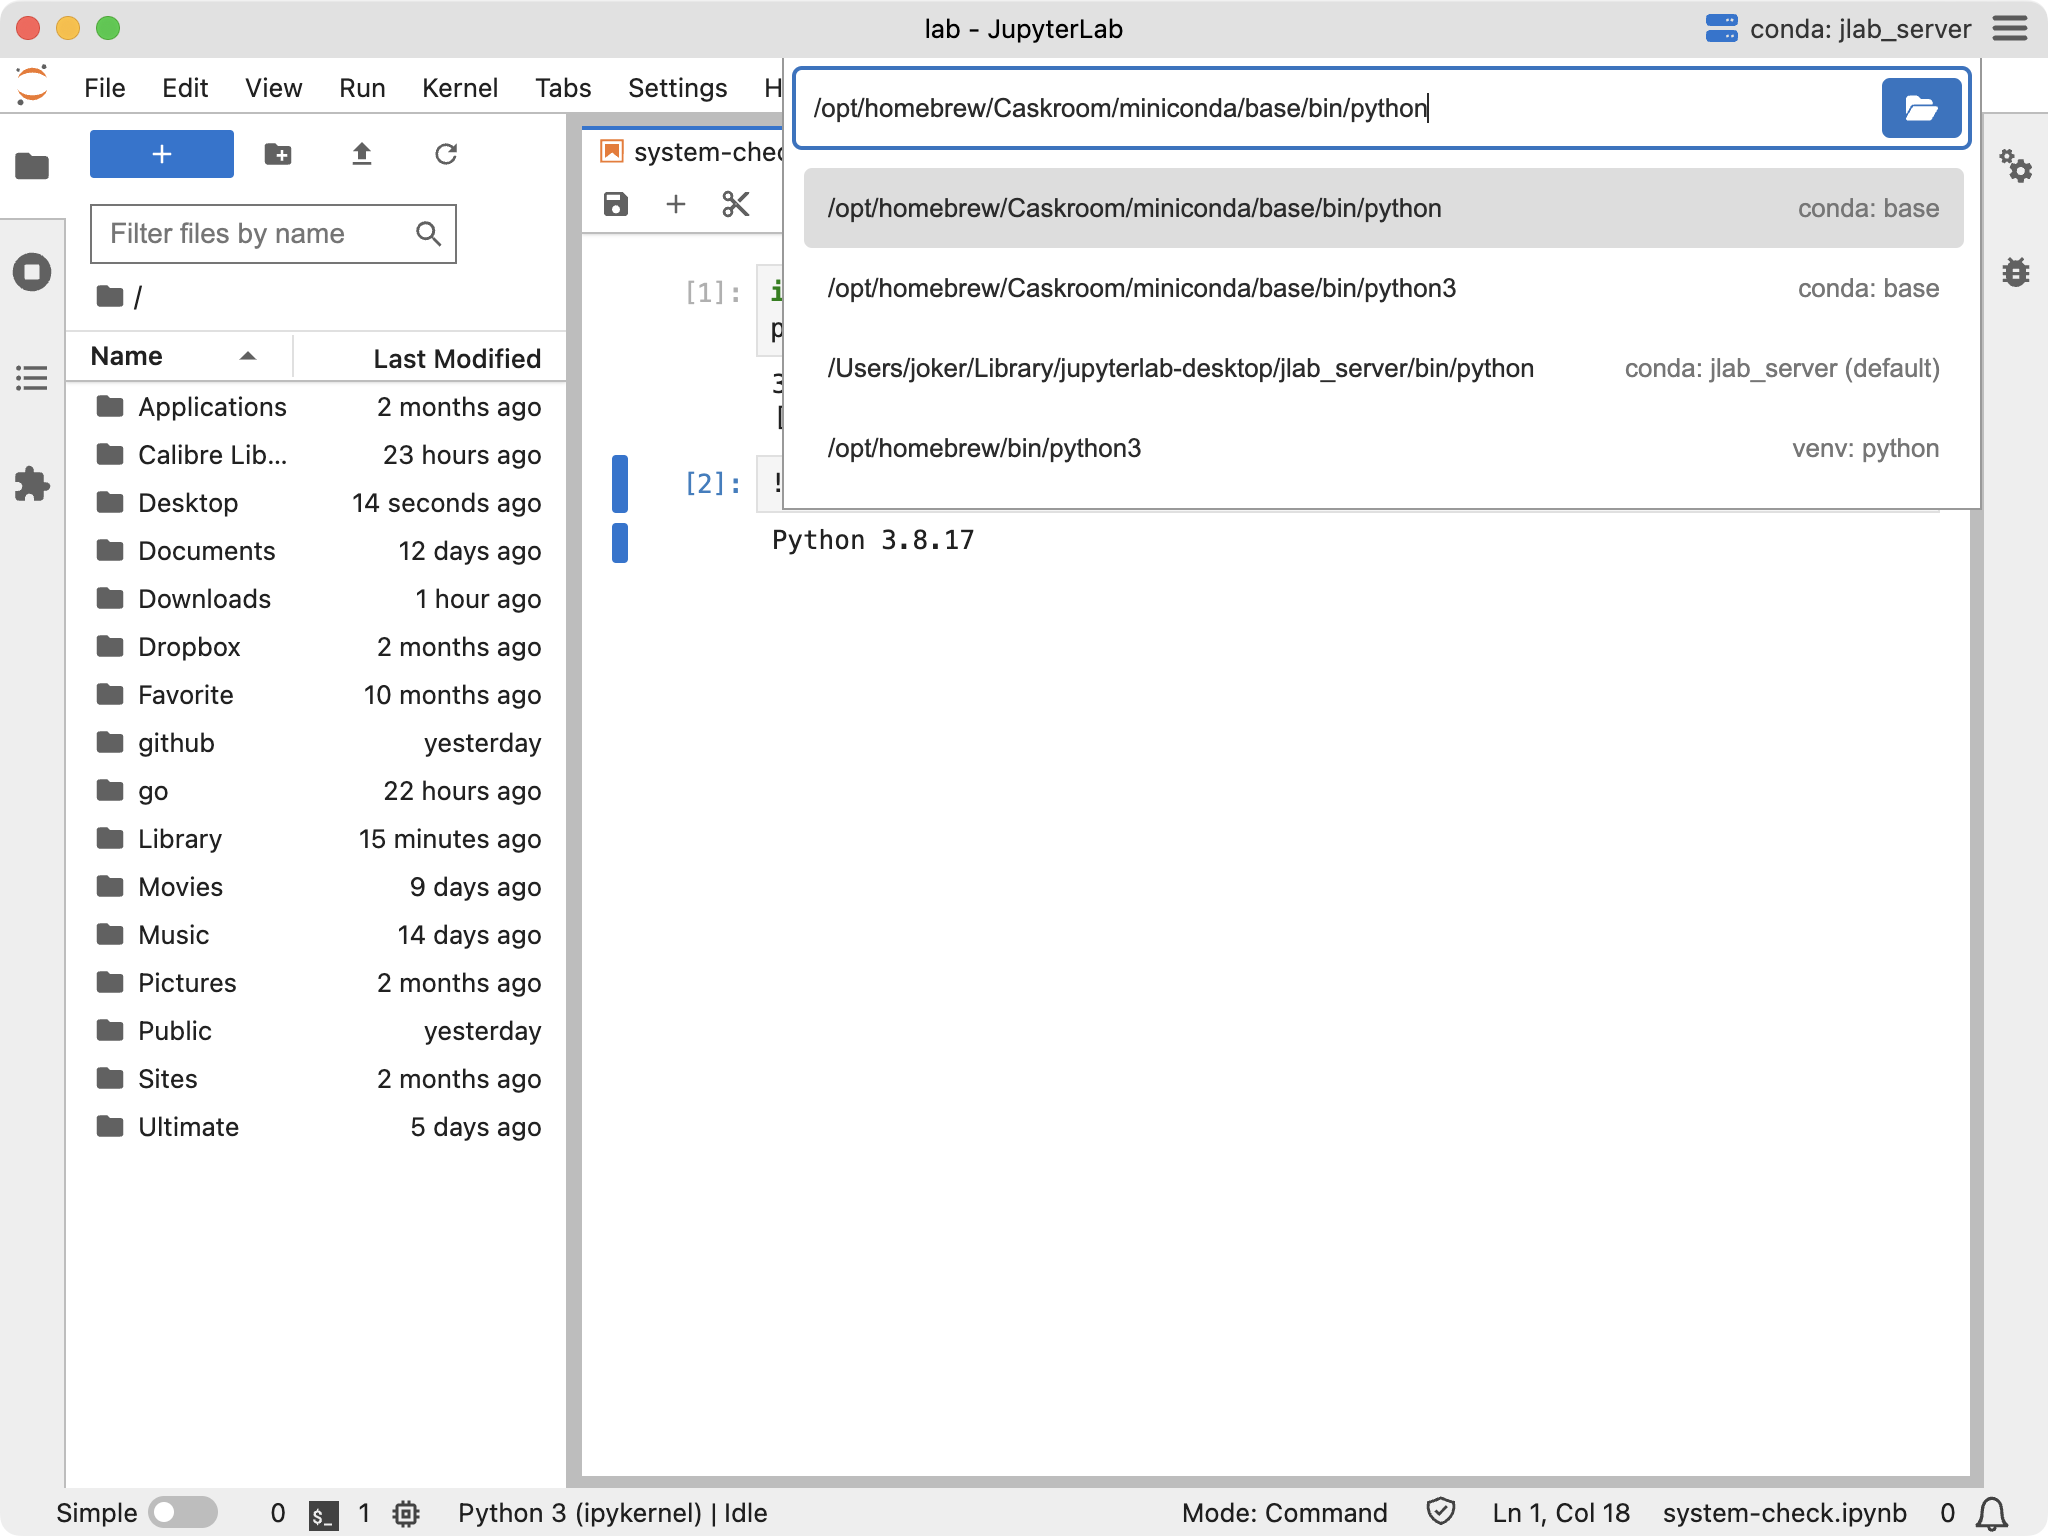 lab - JupyterLab
conda: jlab_server
File Edit View Run Kernel Tabs Settings H
/opt/homebrew/Caskroom/miniconda/base/bin/python
/opt/homebrew/Caskroom/miniconda/base/bin/python conda: base
/opt/homebrew/Caskroom/miniconda/base/bin/python3 conda: base
/Users/joker/Library/jupyterlab-desktop/jlab_server/bin/python conda: jlab_server (default)
/opt/homebrew/bin/python3 venv: python
Filter files by name
/
Name Last Modified
Applications 2 months ago
Calibre Lib... 23 hours ago
Desktop 14 seconds ago
Documents 12 days ago
Downloads 1 hour ago
Dropbox 2 months ago
Favorite 10 months ago
github yesterday
go 22 hours ago
Library 15 minutes ago
Movies 9 days ago
Music 14 days ago
Pictures 2 months ago
Public yesterday
Sites 2 months ago
Ultimate 5 days ago
system-chec
[1]: i
p
3
[
[2]: !
Python 3.8.17
Simple 0 $_ 1 Python 3 (ipykernel) | Idle Mode: Command Ln 1, Col 18 system-check.ipynb 0